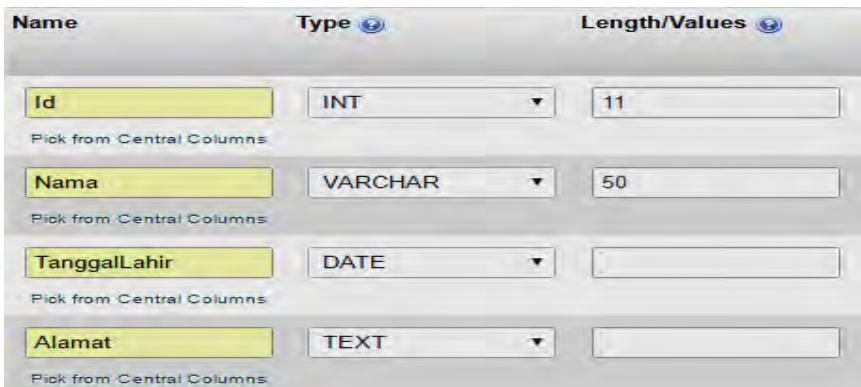 Name Type Length/Values
Id INT 11
Pick from Central Columns
Nama VARCHAR 50
Pick from Central Columns
TanggalLahir DATE
Pick from Central Columns
Alamat TEXT
Pick from Central Columns